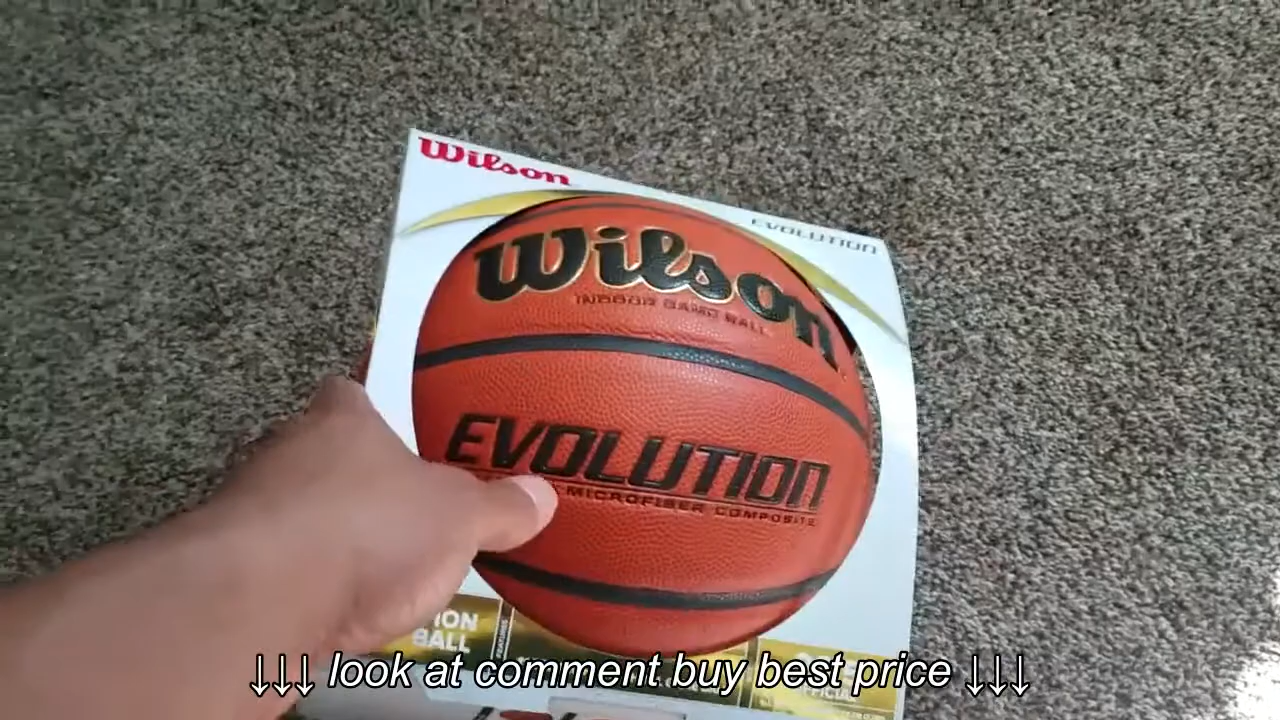 Wilson
EVOLUTION
Wilson
INDOOR GAME BALL
EVOLUTION
MICROFIBER COMPOSITE
ION
BALL
↓↓↓ look at comment buy best price ↓↓↓